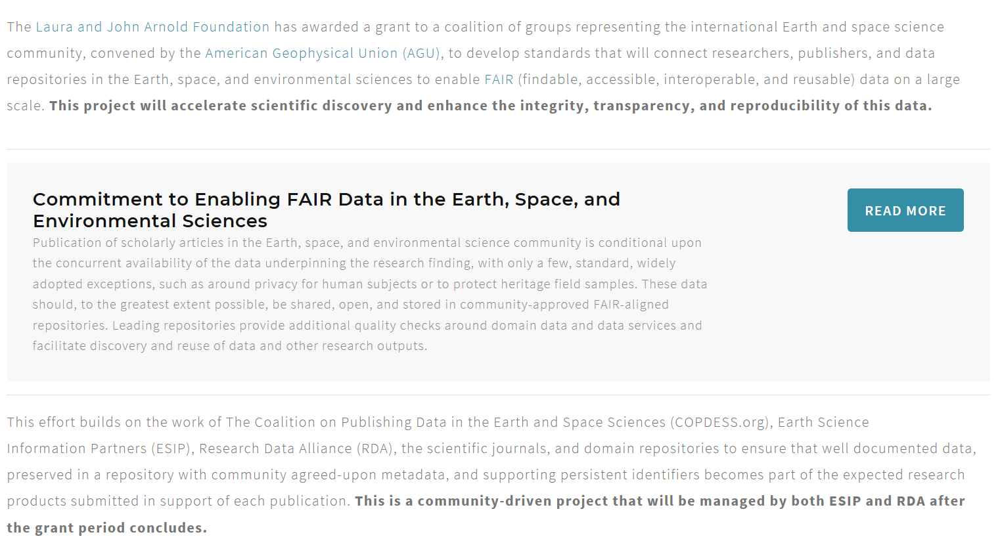 The Laura and John Arnold Foundation has awarded a grant to a coalition of groups representing the international Earth and space science
community, convened by the American Geophysical Union (AGU), to develop standards that will connect researchers, publishers, and data
repositories in the Earth, space, and environmental sciences to enable FAIR (findable, accessible, interoperable, and reusable) data on a large
scale. This project will accelerate scientific discovery and enhance the integrity, transparency, and reproducibility of this data.
Commitment to Enabling FAIR Data in the Earth, Space, and
Environmental Sciences
READ MORE
Publication of scholarly articles in the Earth, space, and environmental science community is conditional upon
the concurrent availability of the data underpinning the research finding, with only a few, standard, widely
adopted exceptions, such as around privacy for human subjects or to protect heritage field samples. These data
should, to the greatest extent possible, be shared, open, and stored in community-approved FAIR-aligned
repositories. Leading repositories provide additional quality checks around domain data and data services and
facilitate discovery and reuse of data and other research outputs.
This effort builds on the work of The Coalition on Publishing Data in the Earth and Space Sciences (COPDESS.org), Earth Science
Information Partners (ESIP), Research Data Alliance (RDA), the scientific journals, and domain repositories to ensure that well documented data,
preserved in a repository with community agreed-upon metadata, and supporting persistent identifiers becomes part of the expected research
products submitted in support of each publication. This is a community-driven project that will be managed by both ESIP and RDA after
the grant period concludes.